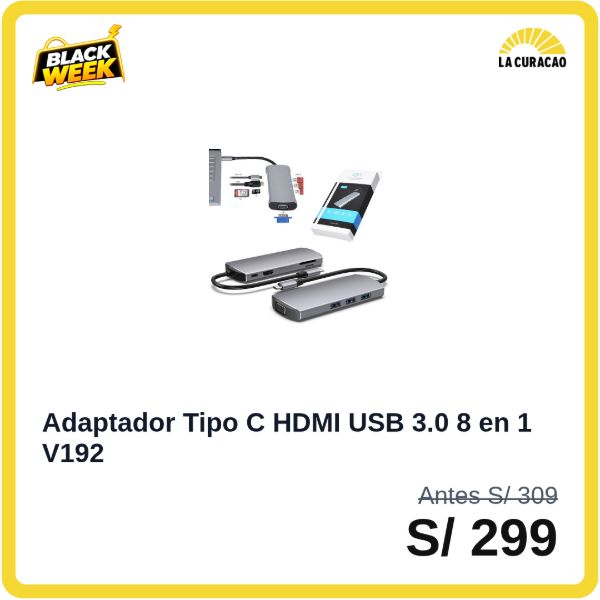 BLACK
WEEK
LA CURACAO
Adaptador Tipo C HDMI USB 3.0 8 en 1
V192
Antes S/ 309
S/ 299